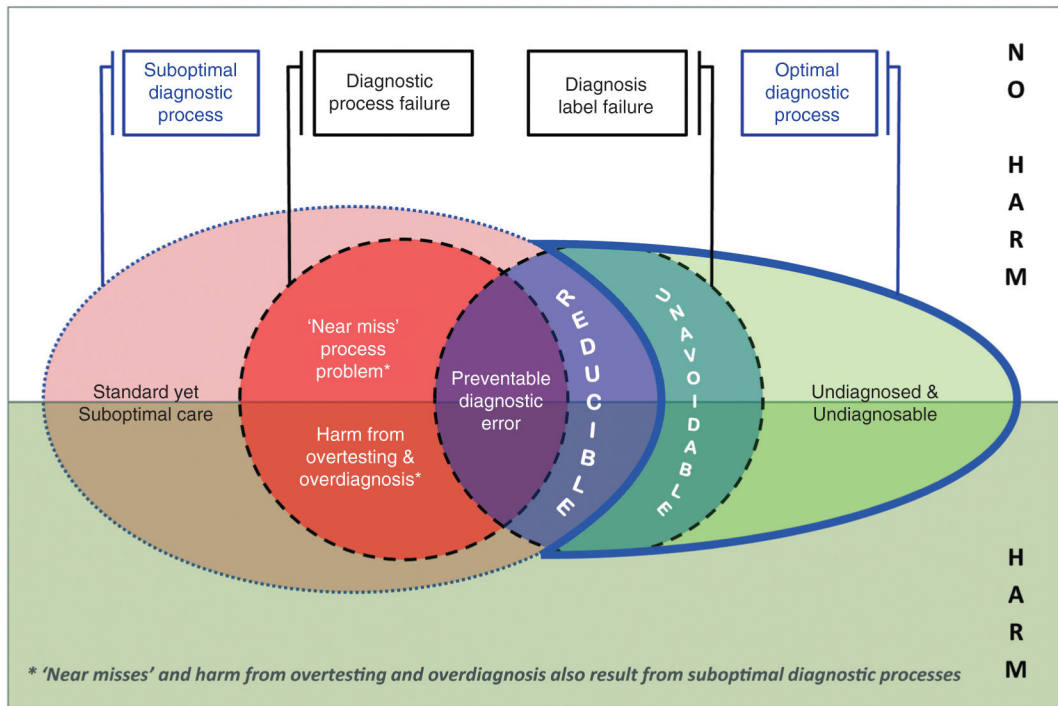 Suboptimal
diagnostic
process
Diagnostic
process failure
Diagnosis
label failure
Optimal
diagnostic
process
NO HARM
‘Near miss’
process
problem*
Harm from
overtesting &
overdiagnosis*
Standard yet
Suboptimal care
Preventable
diagnostic
error
REDUCIBLE
UNAVOIDABLE
Undiagnosed &
Undiagnosable
HARM
* ‘Near misses’ and harm from overtesting and overdiagnosis also result from suboptimal diagnostic processes